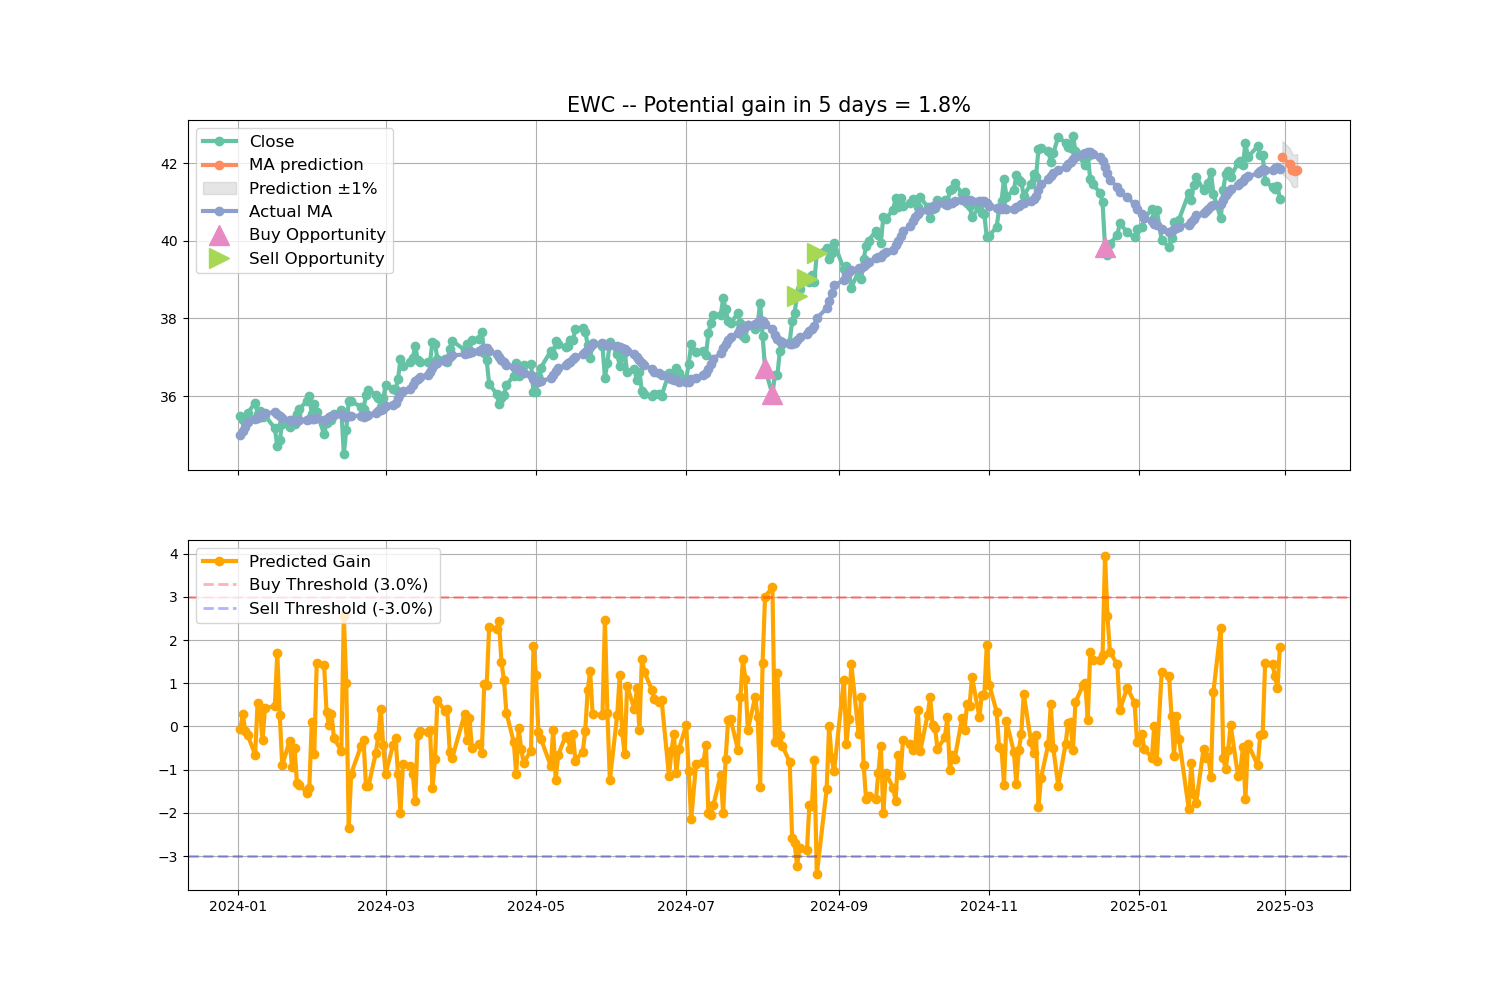 EWC -- Potential gain in 5 days = 1.8%
Close
MA prediction
Prediction ±1%
Actual MA
Buy Opportunity
Sell Opportunity
42
40
38
36
Predicted Gain
Buy Threshold (3.0%)
Sell Threshold (-3.0%)
4
3
2
1
0
−1
−2
−3
2024-01
2024-03
2024-05
2024-07
2024-09
2024-11
2025-01
2025-03